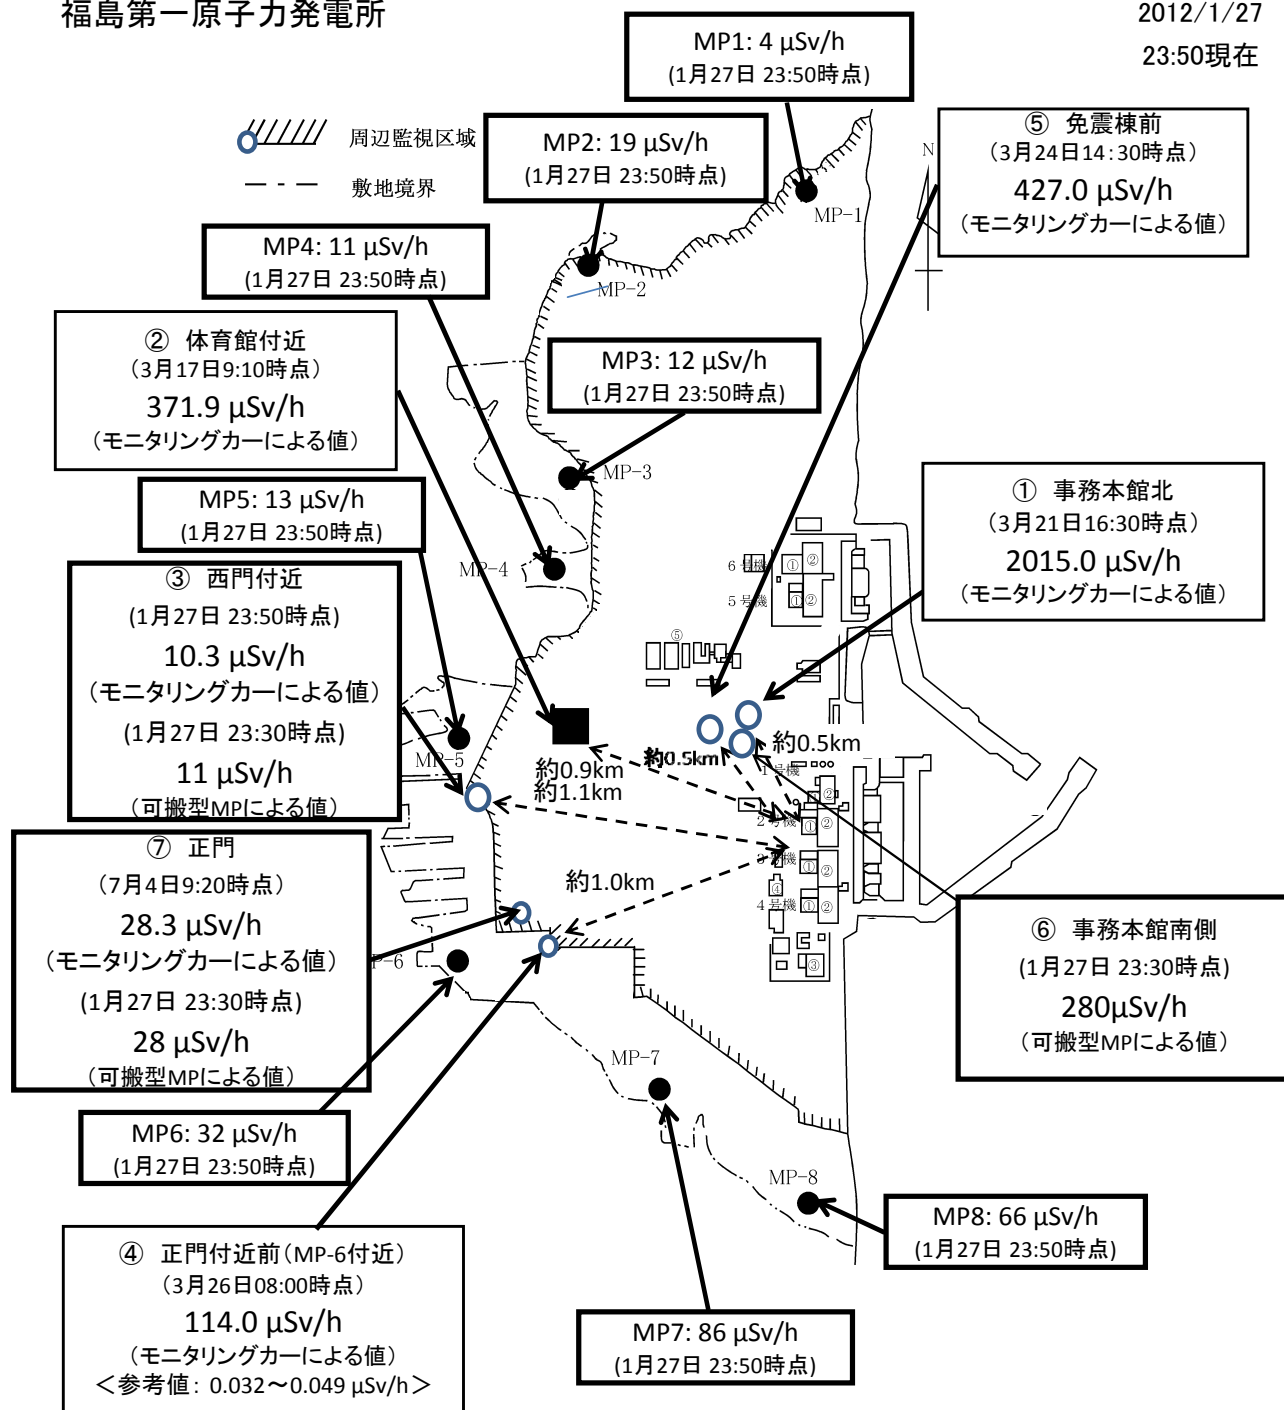 福島第一原子力発電所
2012/1/27
23:50現在
MP1: 4 μSv/h
(1月27日 23:50時点)
周辺監視区域
敷地境界
MP2: 19 μSv/h
(1月27日 23:50時点)
⑤ 免震棟前
(3月24日14:30時点)
427.0 μSv/h
(モニタリングカーによる値)
N
MP-1
MP4: 11 μSv/h
(1月27日 23:50時点)
MP-2
② 体育館付近
(3月17日9:10時点)
371.9 μSv/h
(モニタリングカーによる値)
MP3: 12 μSv/h
(1月27日 23:50時点)
MP-3
MP5: 13 μSv/h
(1月27日 23:50時点)
① 事務本館北
(3月21日16:30時点)
2015.0 μSv/h
(モニタリングカーによる値)
MP-4
6号機
① ②
5号機
① ②
③ 西門付近
(1月27日 23:50時点)
10.3 μSv/h
(モニタリングカーによる値)
(1月27日 23:30時点)
11 μSv/h
(可搬型MPによる値)
⑤
MP-5
約0.9km
約1.1km
約0.5km
約0.5km
1号機
②
2号機
① ②
3号機
① ②
④
4号機
① ②
③
⑦ 正門
(7月4日9:20時点)
28.3 μSv/h
(モニタリングカーによる値)
(1月27日 23:30時点)
28 μSv/h
(可搬型MPによる値)
約1.0km
P-6
⑥ 事務本館南側
(1月27日 23:30時点)
280μSv/h
(可搬型MPによる値)
MP-7
MP6: 32 μSv/h
(1月27日 23:50時点)
MP-8
MP8: 66 μSv/h
(1月27日 23:50時点)
④ 正門付近前(MP-6付近)
(3月26日08:00時点)
114.0 μSv/h
(モニタリングカーによる値)
<参考値: 0.032~0.049 μSv/h>
MP7: 86 μSv/h
(1月27日 23:50時点)